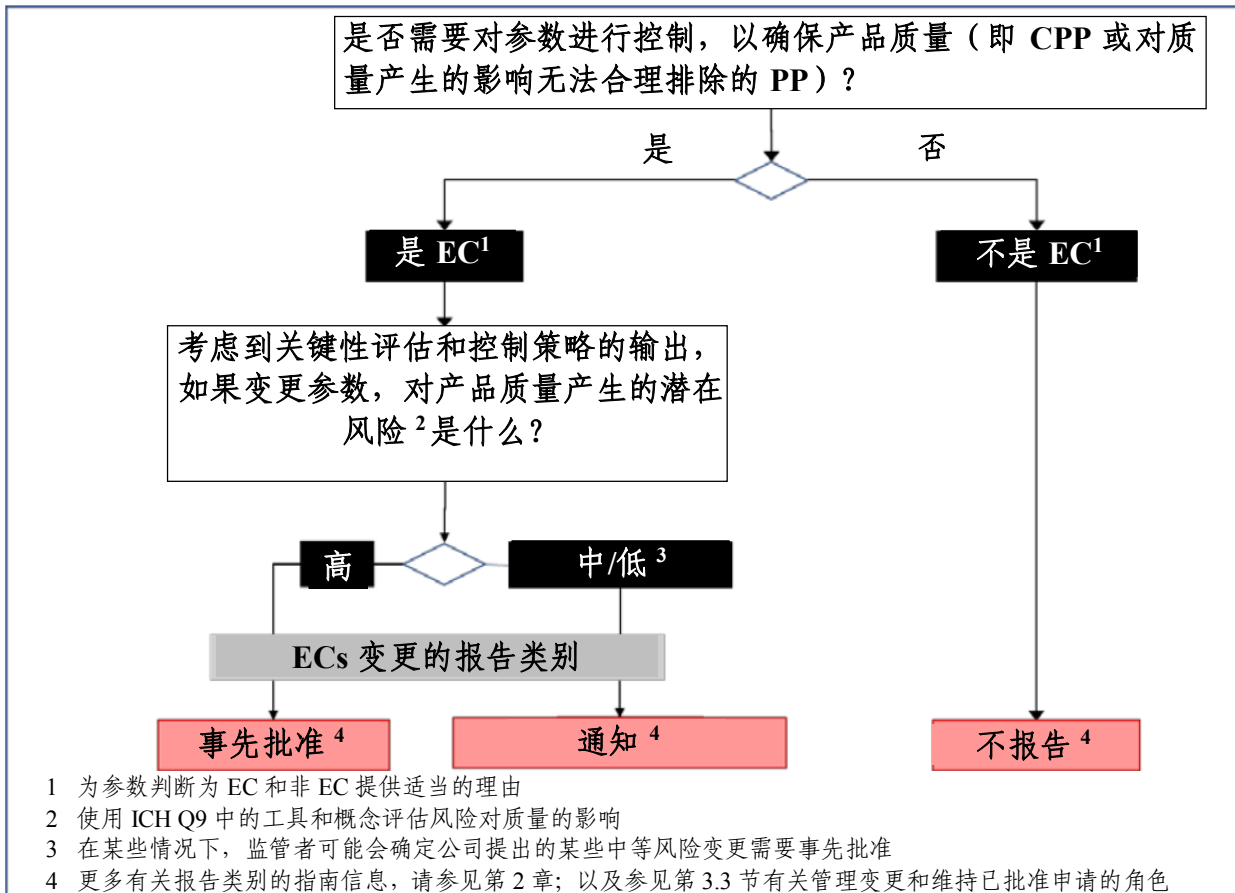 是否需要对参数进行控制，以确保产品质量（即 CPP 或对质
量产生的影响无法合理排除的 PP）？
是
否
是 EC¹
不是 EC¹
考虑到关键性评估和控制策略的输出，
如果变更参数，对产品质量产生的潜在
风险 ² 是什么？
高
中/低 ³
ECs 变更的报告类别
事先批准 ⁴
通知 ⁴
不报告 ⁴
1 为参数判断为 EC 和非 EC 提供适当的理由
2 使用 ICH Q9 中的工具和概念评估风险对质量的影响
3 在某些情况下，监管者可能会确定公司提出的某些中等风险变更需要事先批准
4 更多有关报告类别的指南信息，请参见第 2 章；以及参见第 3.3 节有关管理变更和维持已批准申请的角色